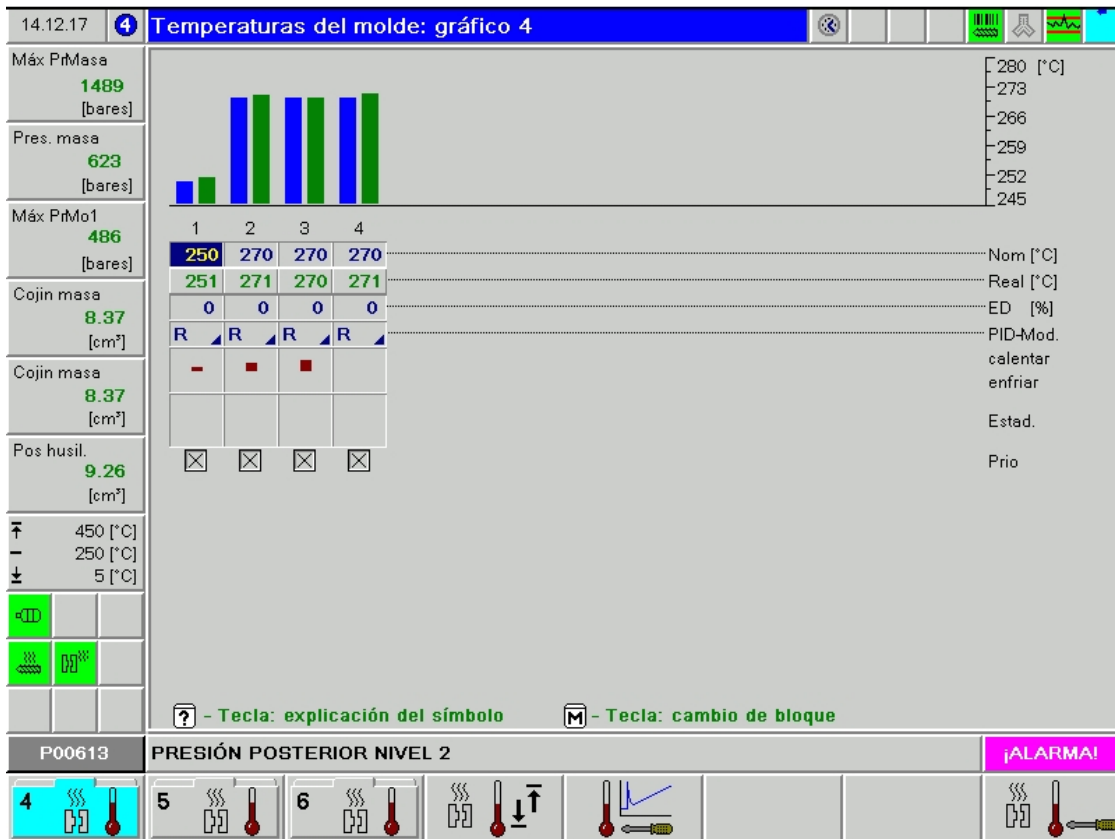 14.12.17 4 Temperaturas del molde: gráfico 4
Máx PrMasa
1489
[bares]
Pres. masa
623
[bares]
Máx PrMo1
486
[bares]
Cojin masa
8.37
[cm³]
Cojin masa
8.37
[cm³]
Pos husil.
9.26
[cm³]
450 [°C]
250 [°C]
5 [°C]
280 [°C]
273
266
259
252
245
1 2 3 4
250 270 270 270 Nom [°C]
251 271 270 271 Real [°C]
0 0 0 0 ED [%]
R R R R PID-Mod.
calentar
enfriar
Estad.
Prio
? - Tecla: explicación del símbolo M - Tecla: cambio de bloque
P00613 PRESIÓN POSTERIOR NIVEL 2 ¡ALARMA!
4 5 6